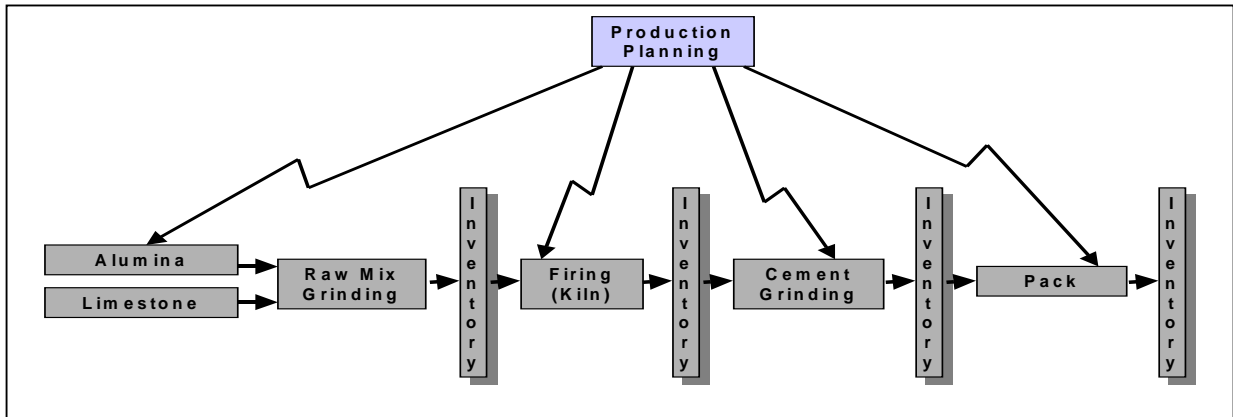 Production
Planning
Alumina
Limestone
Raw Mix
Grinding
Inventory
Firing
(Kiln)
Inventory
Cement
Grinding
Inventory
Pack
Inventory